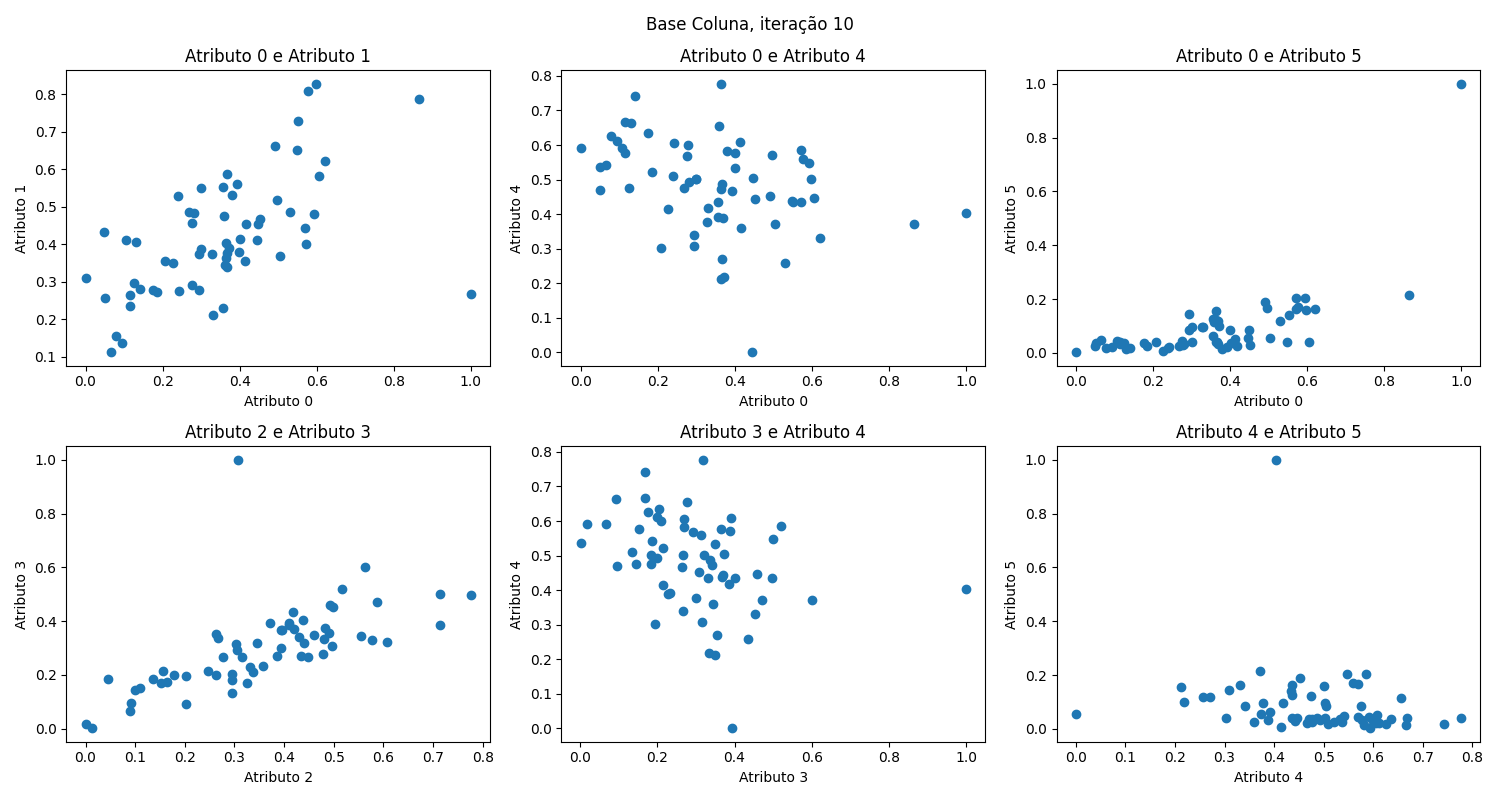 Base Coluna, iteração 10
Atributo 0 e Atributo 1
Atributo 1
0.8
0.7
0.6
0.5
0.4
0.3
0.2
0.1
0.0 0.2 0.4 0.6 0.8 1.0
Atributo 0
Atributo 0 e Atributo 4
Atributo 4
0.8
0.7
0.6
0.5
0.4
0.3
0.2
0.1
0.0
0.0 0.2 0.4 0.6 0.8 1.0
Atributo 0
Atributo 0 e Atributo 5
Atributo 5
1.0
0.8
0.6
0.4
0.2
0.0
0.0 0.2 0.4 0.6 0.8 1.0
Atributo 0
Atributo 2 e Atributo 3
Atributo 3
1.0
0.8
0.6
0.4
0.2
0.0
0.0 0.1 0.2 0.3 0.4 0.5 0.6 0.7 0.8
Atributo 2
Atributo 3 e Atributo 4
Atributo 4
0.8
0.7
0.6
0.5
0.4
0.3
0.2
0.1
0.0
0.0 0.2 0.4 0.6 0.8 1.0
Atributo 3
Atributo 4 e Atributo 5
Atributo 5
1.0
0.8
0.6
0.4
0.2
0.0
0.0 0.1 0.2 0.3 0.4 0.5 0.6 0.7 0.8
Atributo 4